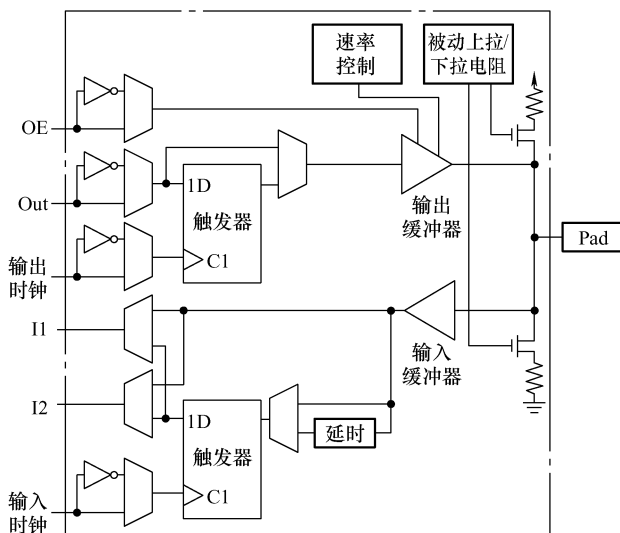 速率
控制
被动上拉/
下拉电阻
OE
Out
1D
触发器
C1
输出
缓冲器
输出
时钟
Pad
I1
输入
缓冲器
I2
1D
触发器
C1
延时
输入
时钟